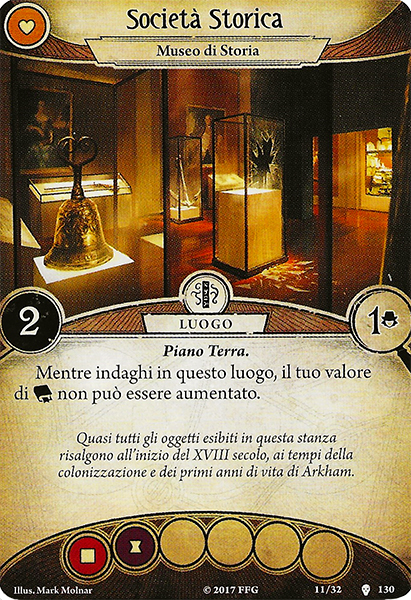 Società Storica
Museo di Storia
2
1
LUOGO
Piano Terra.
Mentre indaghi in questo luogo, il tuo valore
di non può essere aumentato.
Quasi tutti gli oggetti esibiti in questa stanza
risalgono all'inizio del XVIII secolo, ai tempi della
colonizzazione e dei primi anni di vita di Arkham.
Illus. Mark Molnar
© 2017 FFG
11/32
130